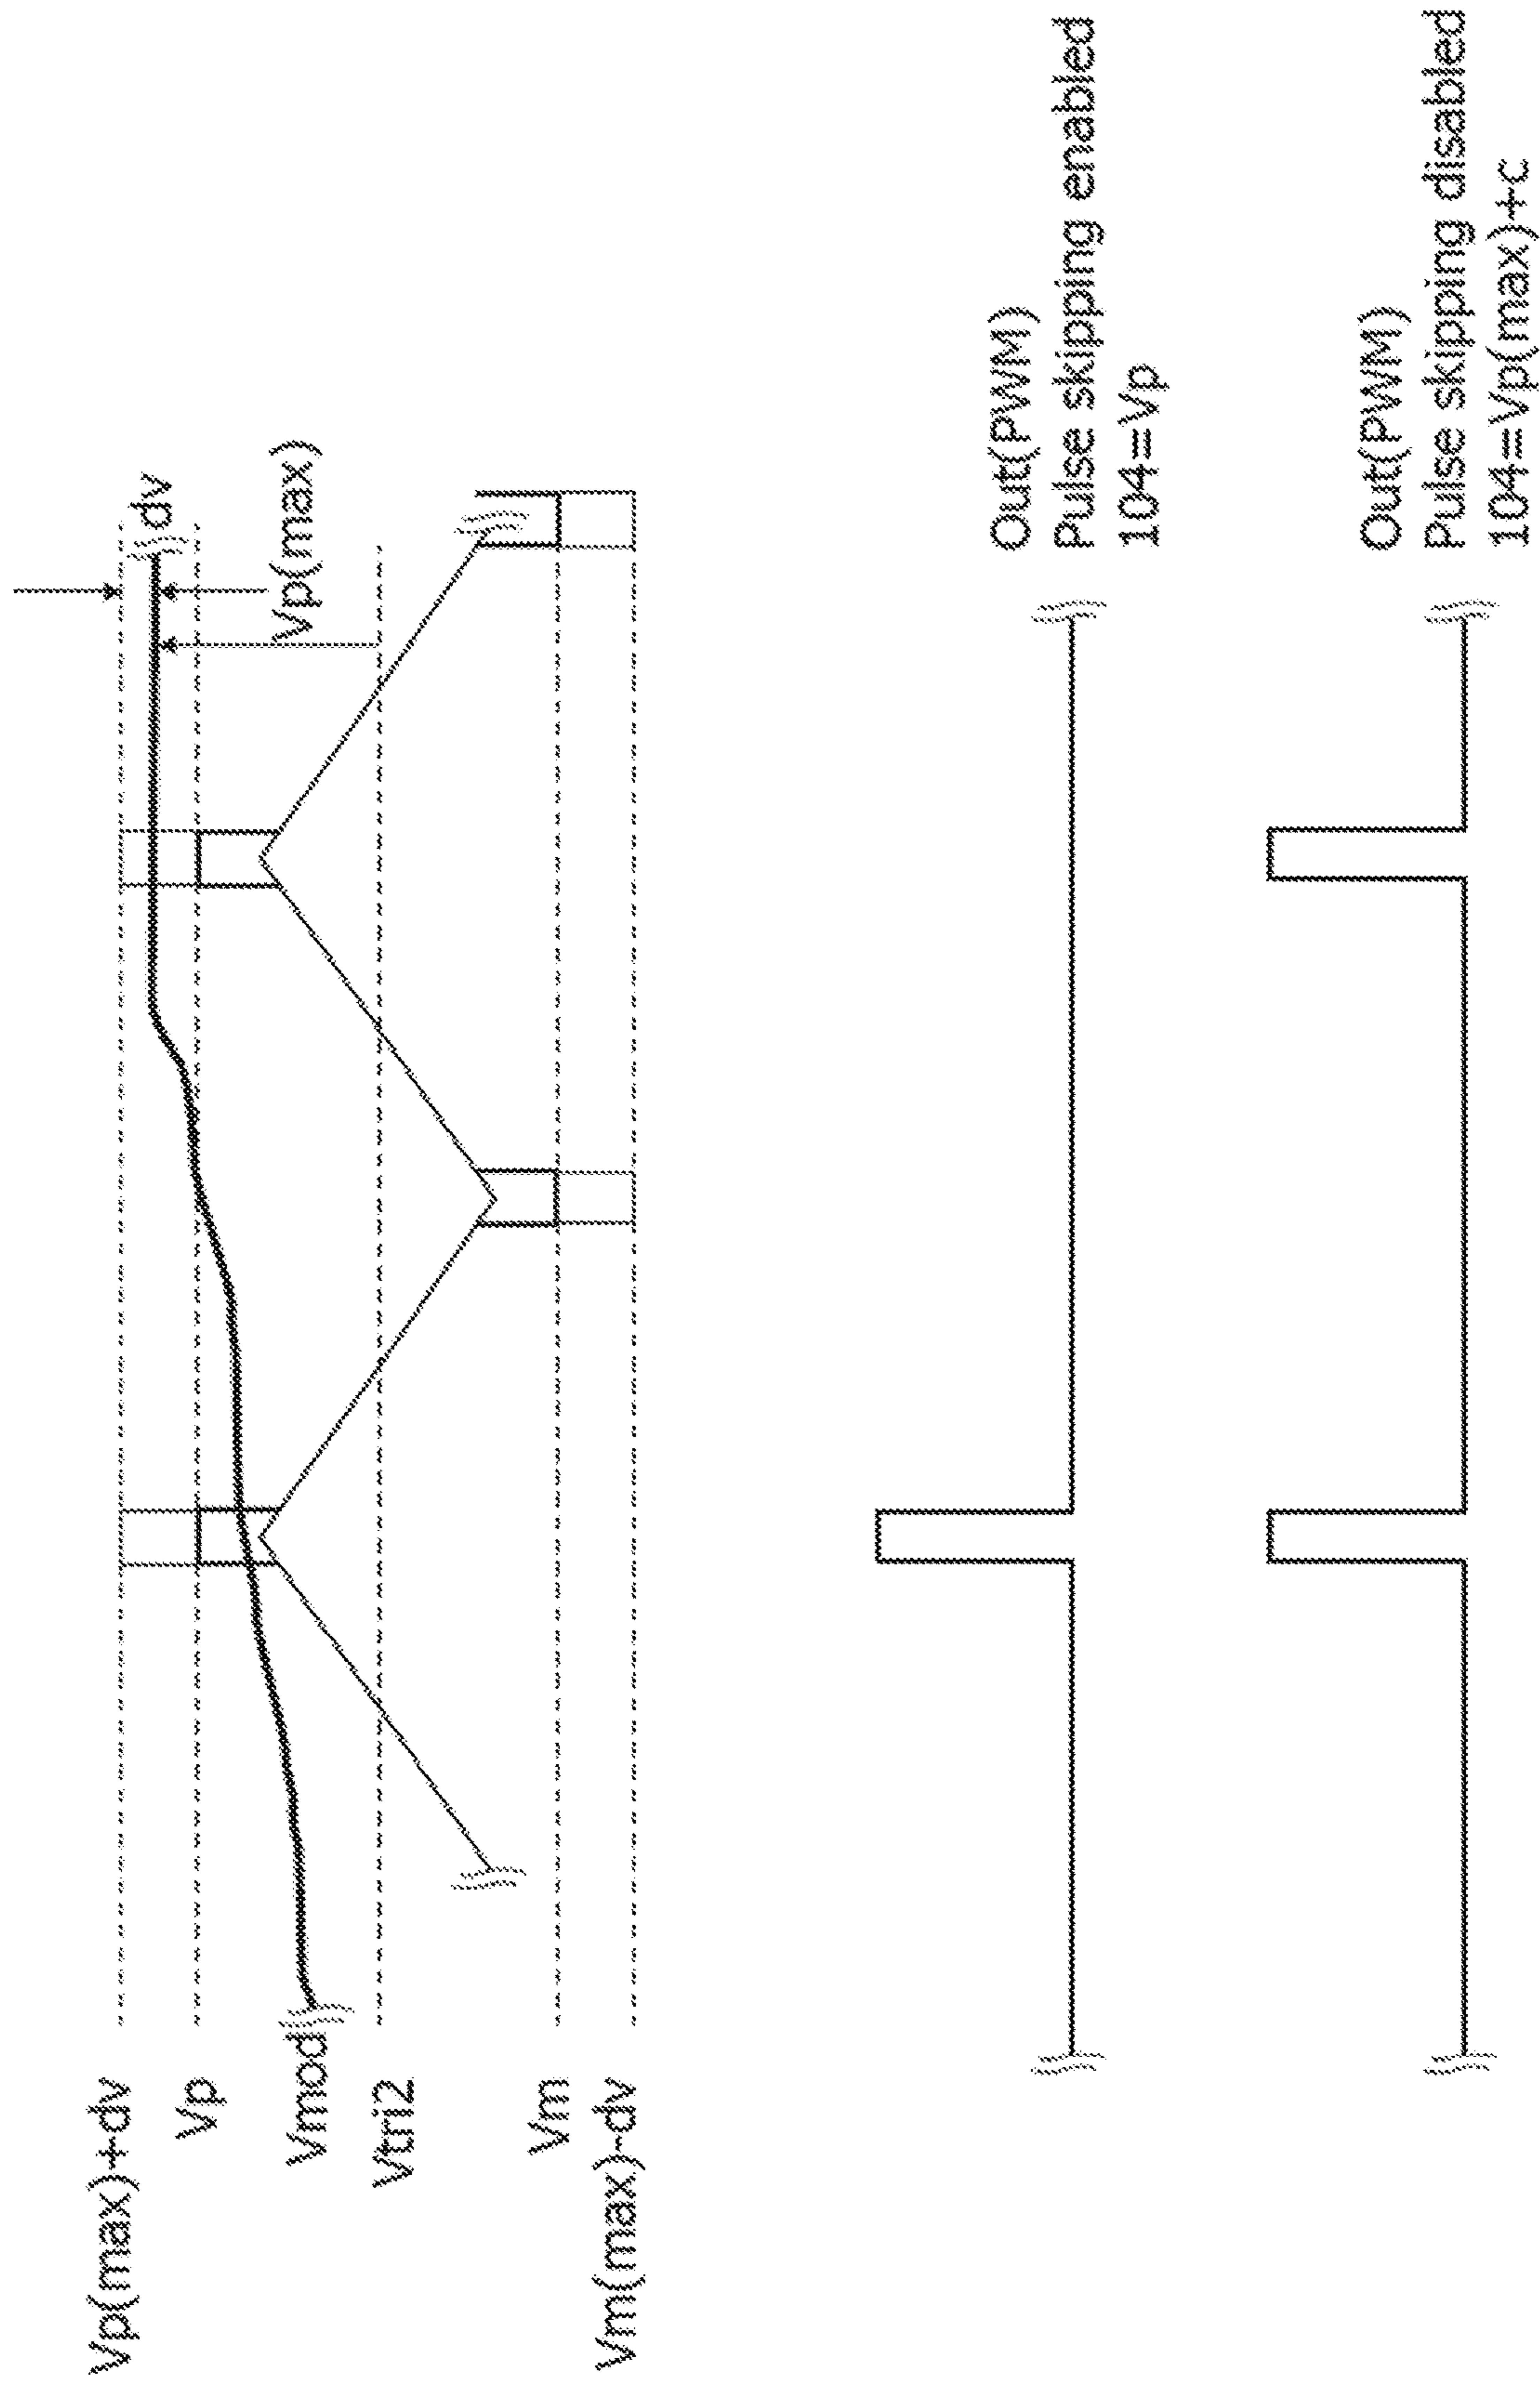 Vp(max)+dv
Vp
Vmod
Vtri2
Vm
Vm(max)-dv
dv
Vp(max)
Out(PWM)
Pulse skipping enabled
104=Vp
Out(PWM)
Pulse skipping disabled
104=Vp(max)+c